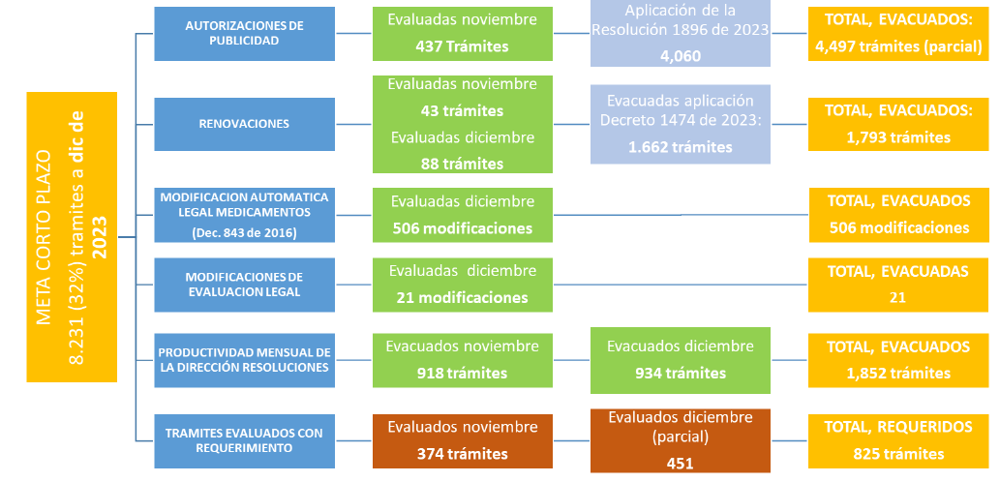 META CORTO PLAZO
8.231 (32%) tramites a dic de
2023
AUTORIZACIONES DE
PUBLICIDAD
Evaluadas noviembre
437 Trámites
Aplicación de la
Resolución 1896 de 2023
4,060
TOTAL, EVACUADOS:
4,497 trámites (parcial)
RENOVACIONES
Evaluadas noviembre
43 trámites
Evaluadas diciembre
88 trámites
Evacuadas aplicación
Decreto 1474 de 2023:
1.662 trámites
TOTAL, EVACUADOS:
1,793 trámites
MODIFICACION AUTOMATICA
LEGAL MEDICAMENTOS
(Dec. 843 de 2016)
Evaluadas diciembre
506 modificaciones
TOTAL, EVACUADOS
506 modificaciones
MODIFICACIONES DE
EVALUACION LEGAL
Evaluadas diciembre
21 modificaciones
TOTAL, EVACUADAS
21
PRODUCTIVIDAD MENSUAL DE
LA DIRECCIÓN RESOLUCIONES
Evacuados noviembre
918 trámites
Evacuados diciembre
934 trámites
TOTAL, EVACUADOS
1,852 trámites
TRAMITES EVALUADOS CON
REQUERIMIENTO
Evaluados noviembre
374 trámites
Evaluados diciembre
(parcial)
451
TOTAL, REQUERIDOS
825 trámites